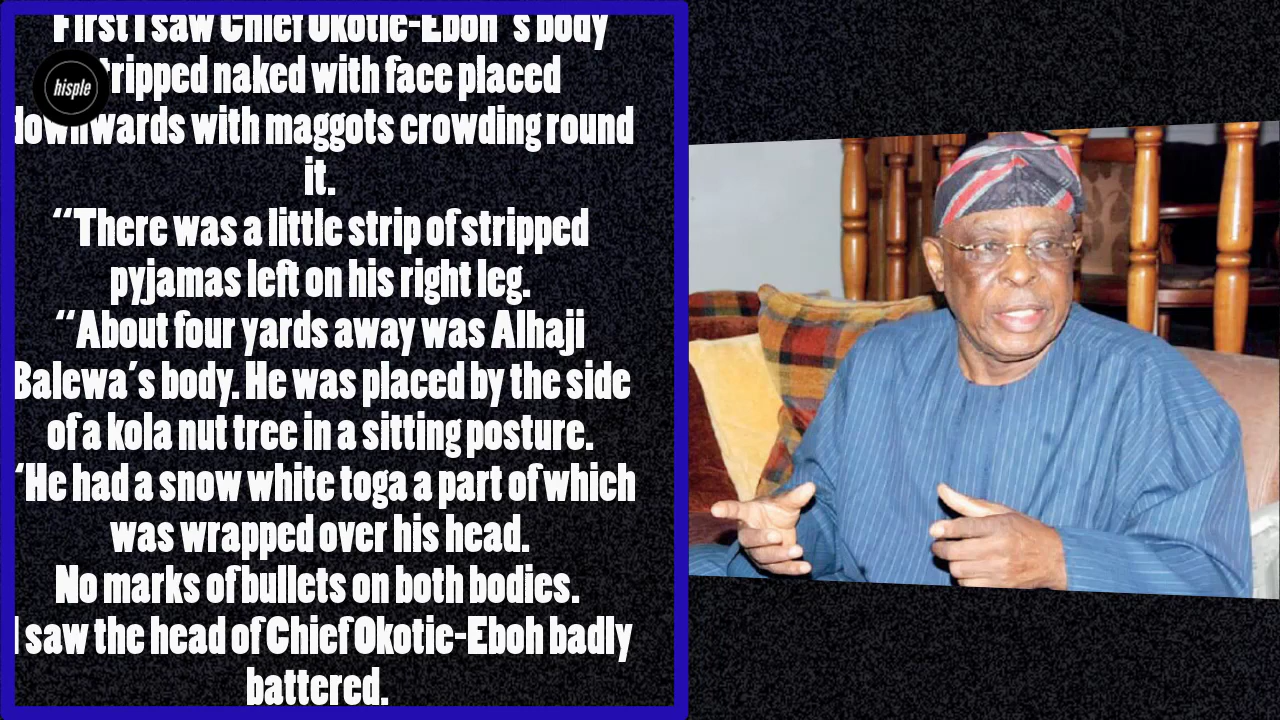 First I saw Chief Okotie-Eboh's body
tripped naked with face placed
hisple
downwards with maggots crowding round
it.
“There was a little strip of stripped
pyjamas left on his right leg.
“About four yards away was Alhaji
Balewa's body. He was placed by the side
of a kola nut tree in a sitting posture.
‘He had a snow white toga a part of which
was wrapped over his head.
No marks of bullets on both bodies.
I saw the head of Chief Okotie-Eboh badly
battered.